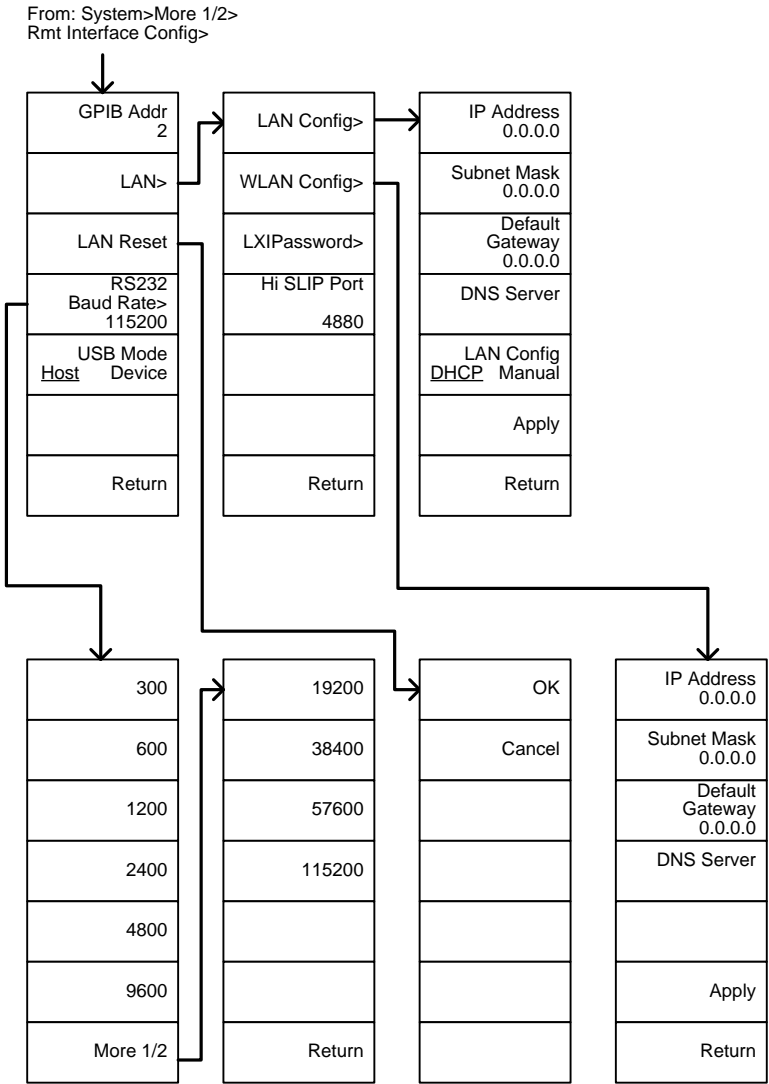 From: System>More 1/2>
Rmt Interface Config>
GPIB Addr
2
LAN>
LAN Reset
RS232
Baud Rate>
115200
USB Mode
Host Device
Return
LAN Config>
WLAN Config>
LXIPassword>
Hi SLIP Port
4880
Return
IP Address
0.0.0.0
Subnet Mask
0.0.0.0
Default
Gateway
0.0.0.0
DNS Server
LAN Config
DHCP Manual
Apply
Return
300
600
1200
2400
4800
9600
More 1/2
19200
38400
57600
115200
Return
OK
Cancel
IP Address
0.0.0.0
Subnet Mask
0.0.0.0
Default
Gateway
0.0.0.0
DNS Server
Apply
Return